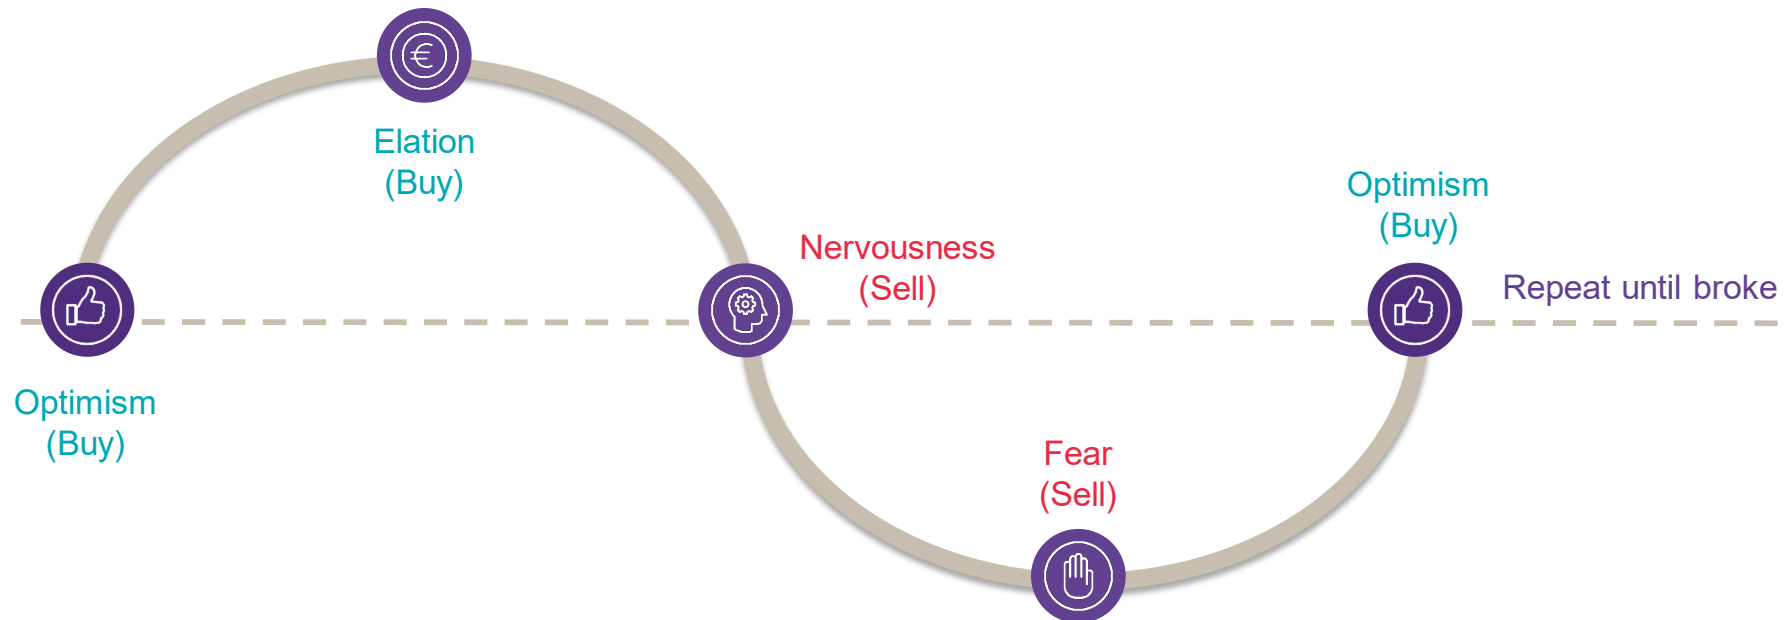 Optimism
(Buy)
Elation
(Buy)
Nervousness
(Sell)
Fear
(Sell)
Optimism
(Buy)
Repeat until broke